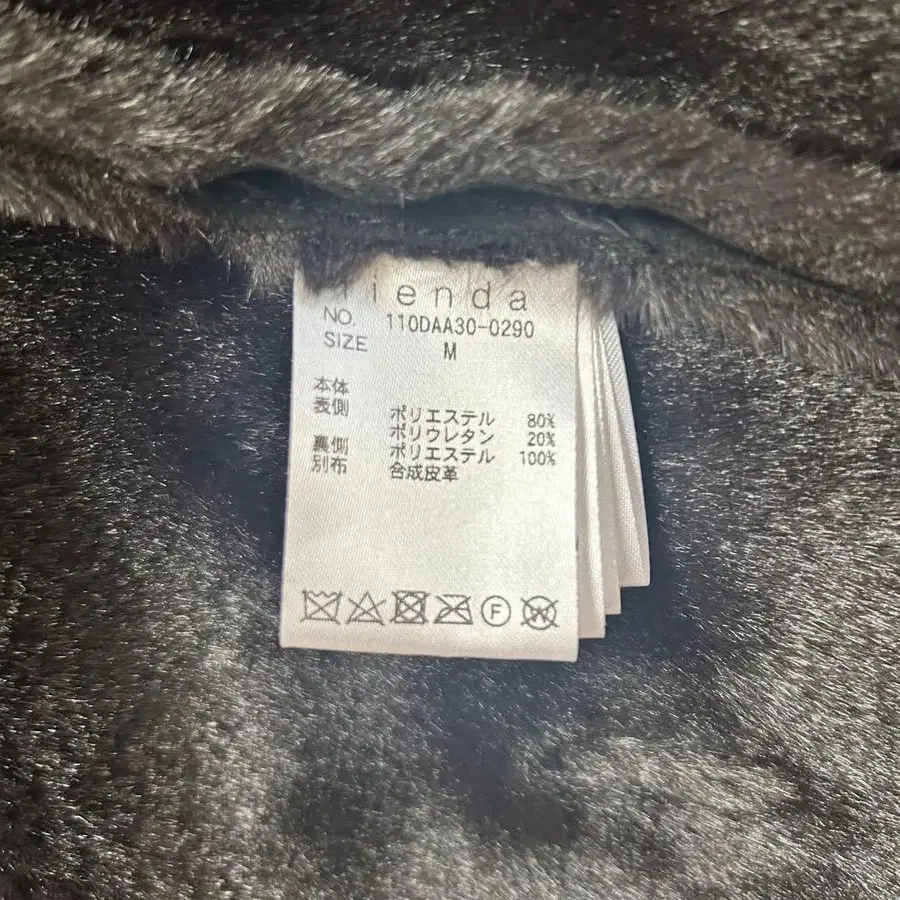 rienda
NO. 110DAA30-0290
SIZE M
本体
表側 ポリエステル 80%
ポリウレタン 20%
裏側 ポリエステル 100%
別布 合成皮革
F W